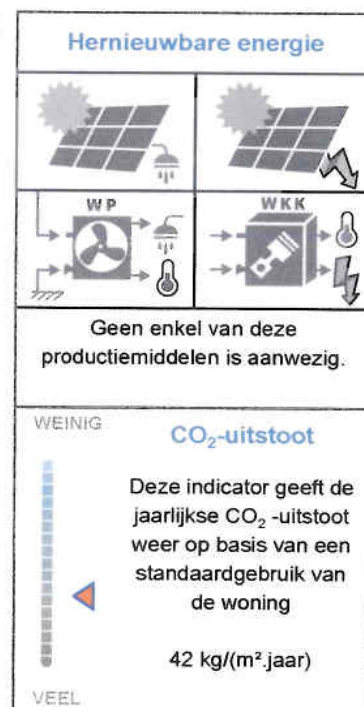 Hernieuwbare energie
WP
WKK
Geen enkel van deze
productiemiddelen is aanwezig.
WEINIG
CO₂-uitstoot
Deze indicator geeft de
jaarlijkse CO₂ -uitstoot
weer op basis van een
standaardgebruik van
de woning
42 kg/(m².jaar)
VEEL